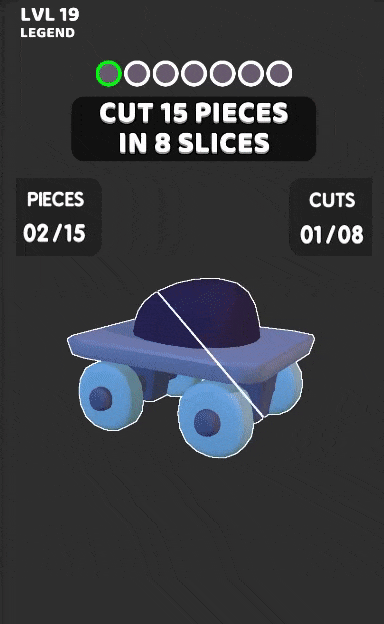 LVL 19
LEGEND
CUT 15 PIECES
IN 8 SLICES
PIECES
02/15
CUTS
01/08